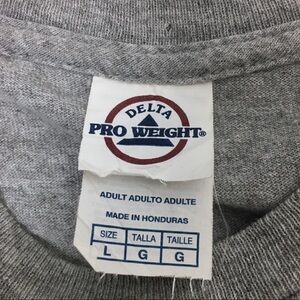 DELTA
PRO WEIGHT®
ADULT ADULTO ADULTE
MADE IN HONDURAS
SIZE TALLA TAILLE
L G G